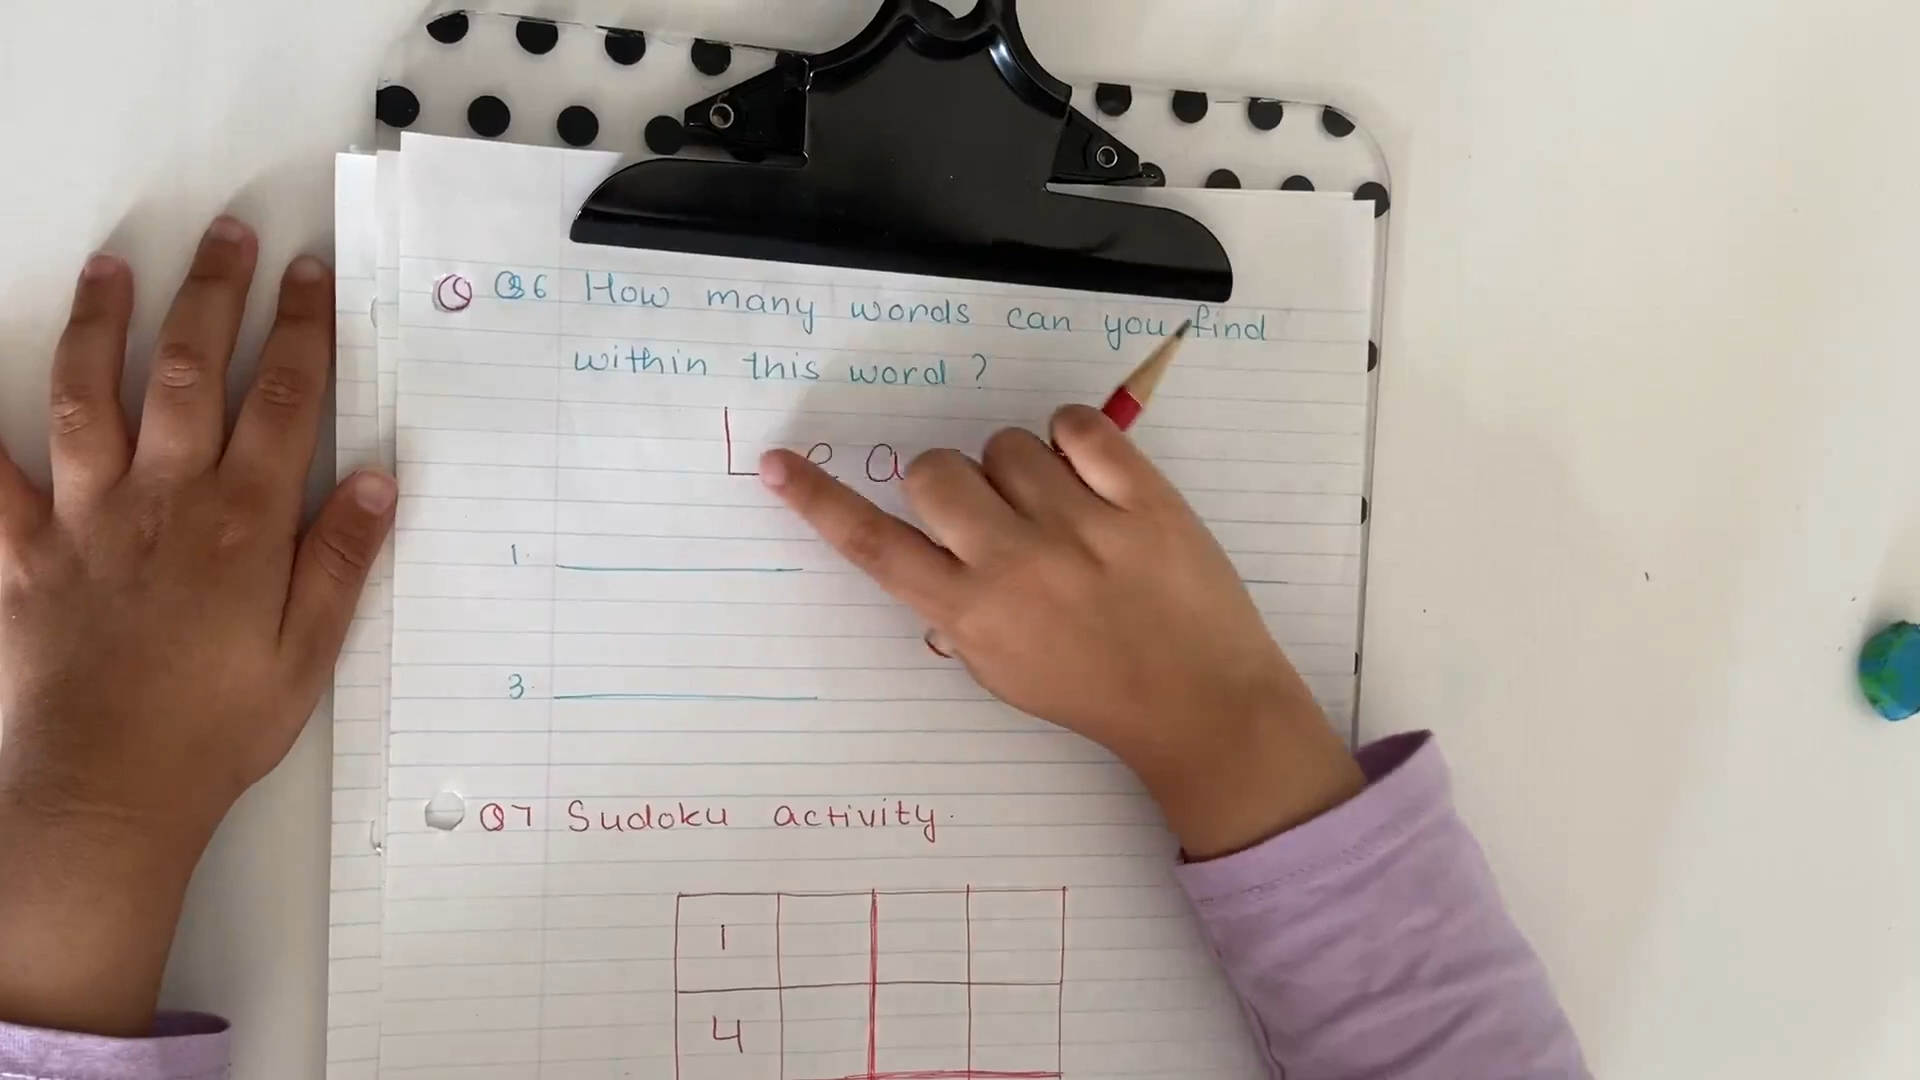 Q6 How many words can you find
within this word ?
L e a
1.
3.
Q7 Sudoku activity.
1
4